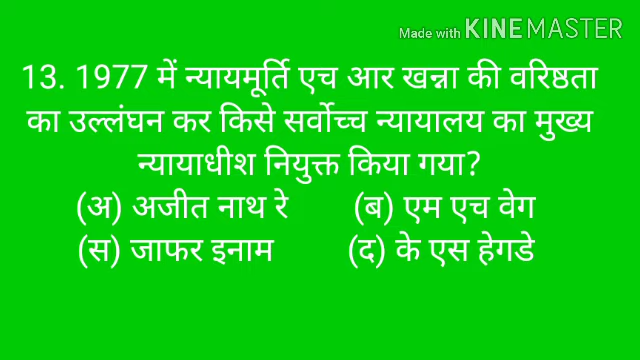 Made with KINEMASTER
13. 1977 में न्यायमूर्ति एच आर खन्ना की वरिष्ठता
का उल्लंघन कर किसे सर्वोच्च न्यायालय का मुख्य
न्यायाधीश नियुक्त किया गया?
(अ) अजीत नाथ रे (ब) एम एच वेग
(स) जाफर इनाम (द) के एस हेगडे